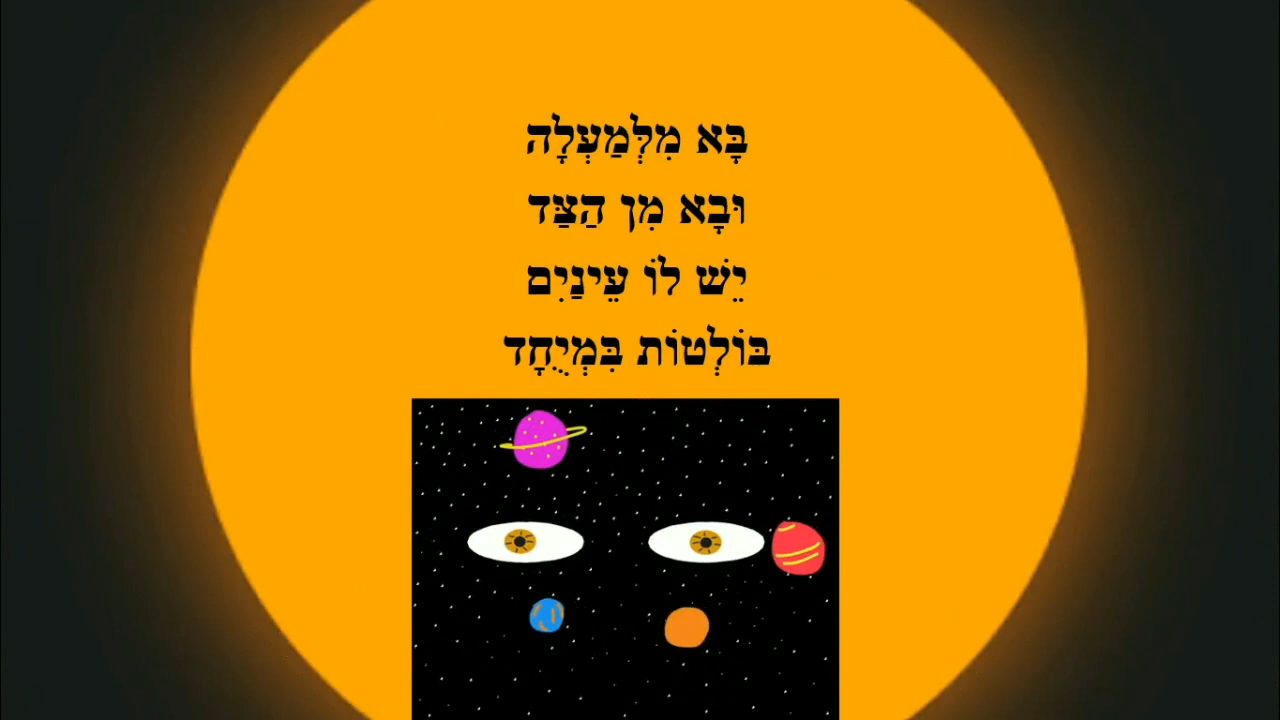 בָּא מִלְּמַעְלָה
וּבָא מִן הַצַּד
יֵשׁ לוֹ עֵינַיִם
בּוֹלְטוֹת בִּמְיֻחָד